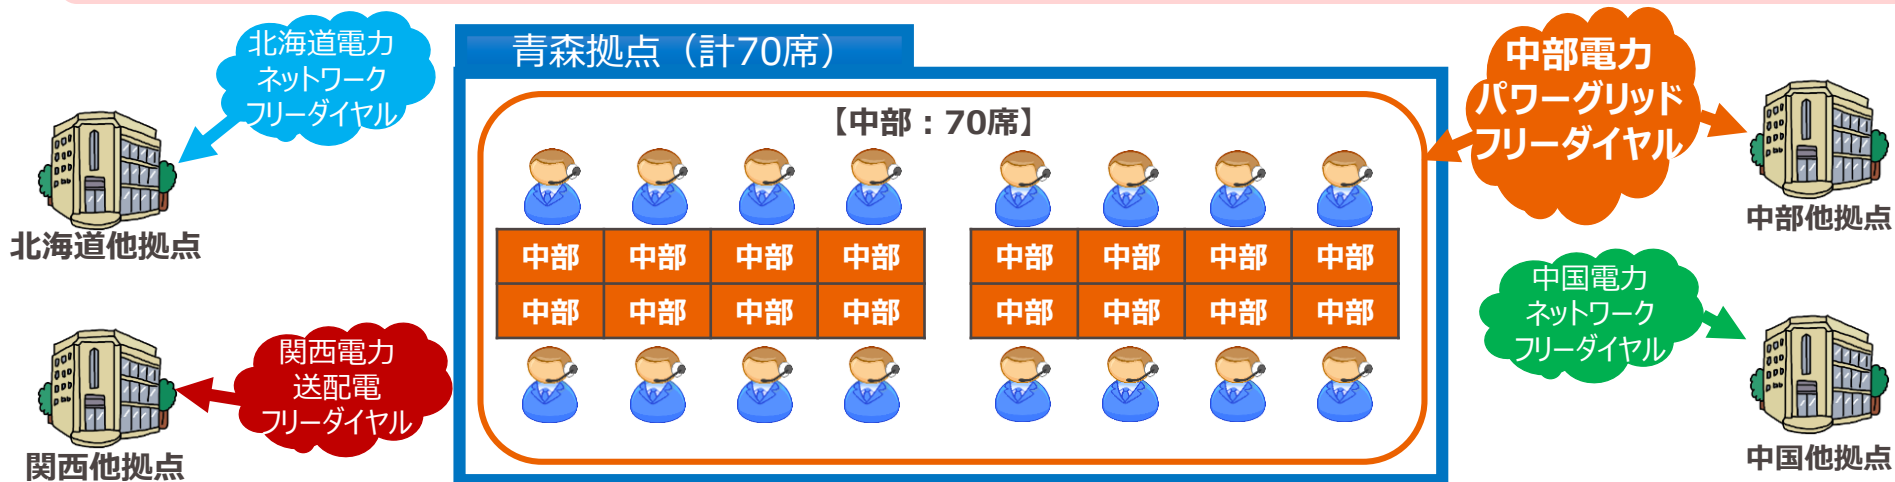 北海道電力
ネットワーク
フリーダイヤル
北海道他拠点
関西電力
送配電
フリーダイヤル
関西他拠点
青森拠点（計70席）
【中部：70席】
中部 中部 中部 中部 中部 中部 中部 中部
中部 中部 中部 中部 中部 中部 中部 中部
中部電力
パワーグリッド
フリーダイヤル
中部他拠点
中国電力
ネットワーク
フリーダイヤル
中国他拠点